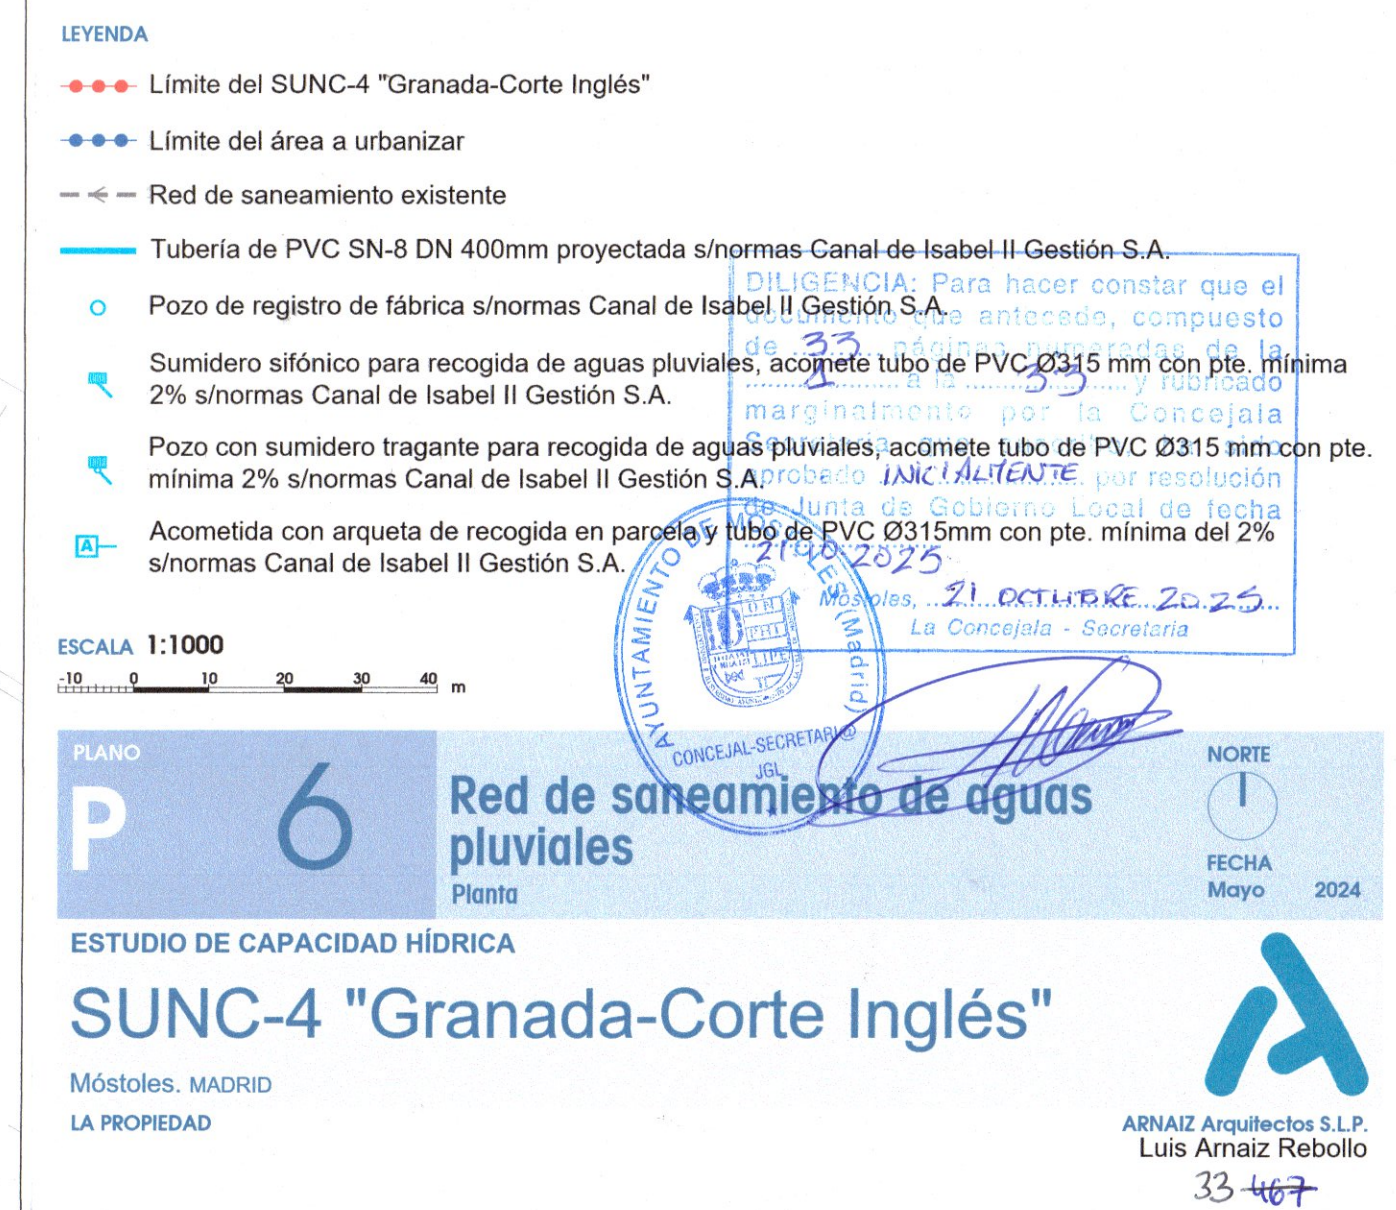 LEYENDA
Límite del SUNC-4 "Granada-Corte Inglés"
Límite del área a urbanizar
Red de saneamiento existente
Tubería de PVC SN-8 DN 400mm proyectada s/normas Canal de Isabel II Gestión S.A.
Pozo de registro de fábrica s/normas Canal de Isabel II Gestión S.A.
Sumidero sifónico para recogida de aguas pluviales, acomete tubo de PVC Ø315 mm con pte. mínima
2% s/normas Canal de Isabel II Gestión S.A.
Pozo con sumidero tragante para recogida de aguas pluviales, acomete tubo de PVC Ø315 mm con pte.
mínima 2% s/normas Canal de Isabel II Gestión S.A.
A
Acometida con arqueta de recogida en parcela y tubo de PVC Ø315mm con pte. mínima del 2%
s/normas Canal de Isabel II Gestión S.A.
DILIGENCIA: Para hacer constar que el
documento que antecede, compuesto
de 33 páginas numeradas de la
1 a la 33 y rubricado
marginalmente por la Concejala
Secretaria que suscribe, ha sido
aprobado INICIALMENTE por resolución
de Junta de Gobierno Local de fecha
21.10.2025
Móstoles, 21 OCTUBRE 2025
La Concejala - Secretaria
AYUNTAMIENTO DE MÓSTOLES (Madrid)
CONCEJAL-SECRETARI@
JGL
ESCALA 1:1000
-10 0 10 20 30 40 m
PLANO
P 6
Red de saneamiento de aguas
pluviales
Planta
NORTE
FECHA
Mayo 2024
ESTUDIO DE CAPACIDAD HÍDRICA
SUNC-4 "Granada-Corte Inglés"
Móstoles. MADRID
LA PROPIEDAD
ARNAIZ Arquitectos S.L.P.
Luis Arnaiz Rebollo
33 467